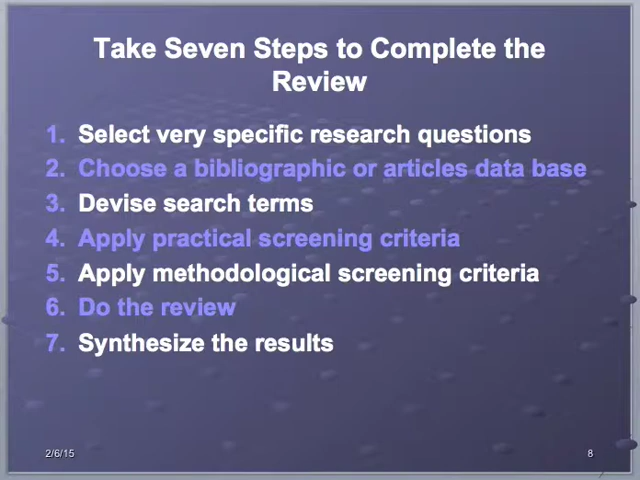 Take Seven Steps to Complete the
Review
1. Select very specific research questions
2. Choose a bibliographic or articles data base
3. Devise search terms
4. Apply practical screening criteria
5. Apply methodological screening criteria
6. Do the review
7. Synthesize the results
2/6/15
8